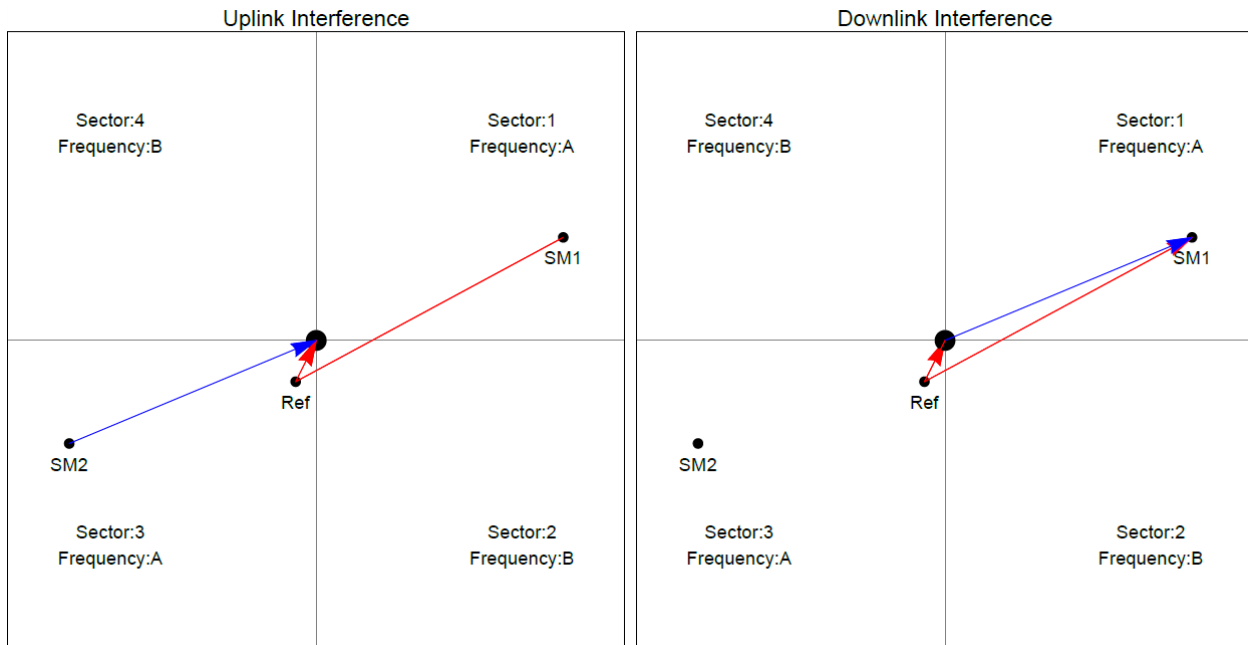 Uplink Interference
Sector:4
Frequency:B
Sector:1
Frequency:A
SM1
Ref
SM2
Sector:3
Frequency:A
Sector:2
Frequency:B
Downlink Interference
Sector:4
Frequency:B
Sector:1
Frequency:A
SM1
Ref
SM2
Sector:3
Frequency:A
Sector:2
Frequency:B